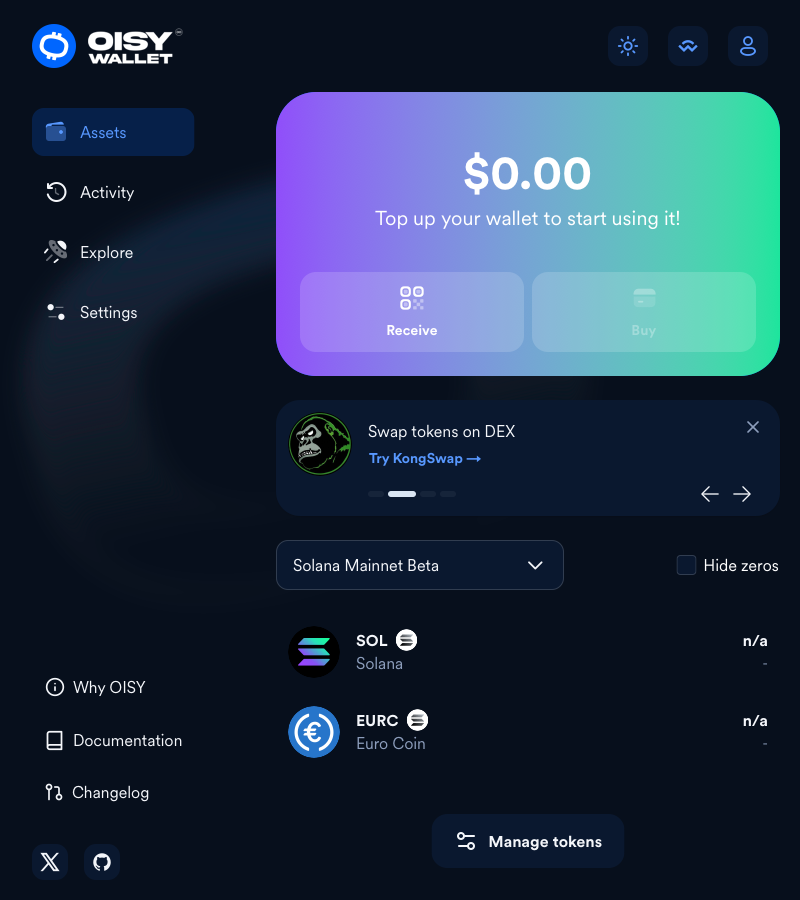 OISY
WALLET
Assets
Activity
Explore
Settings
$0.00
Top up your wallet to start using it!
Receive
Buy
Swap tokens on DEX
Try KongSwap →
Solana Mainnet Beta
Hide zeros
SOL
n/a
Solana
-
EURC
n/a
Euro Coin
-
Why OISY
Documentation
Changelog
Manage tokens